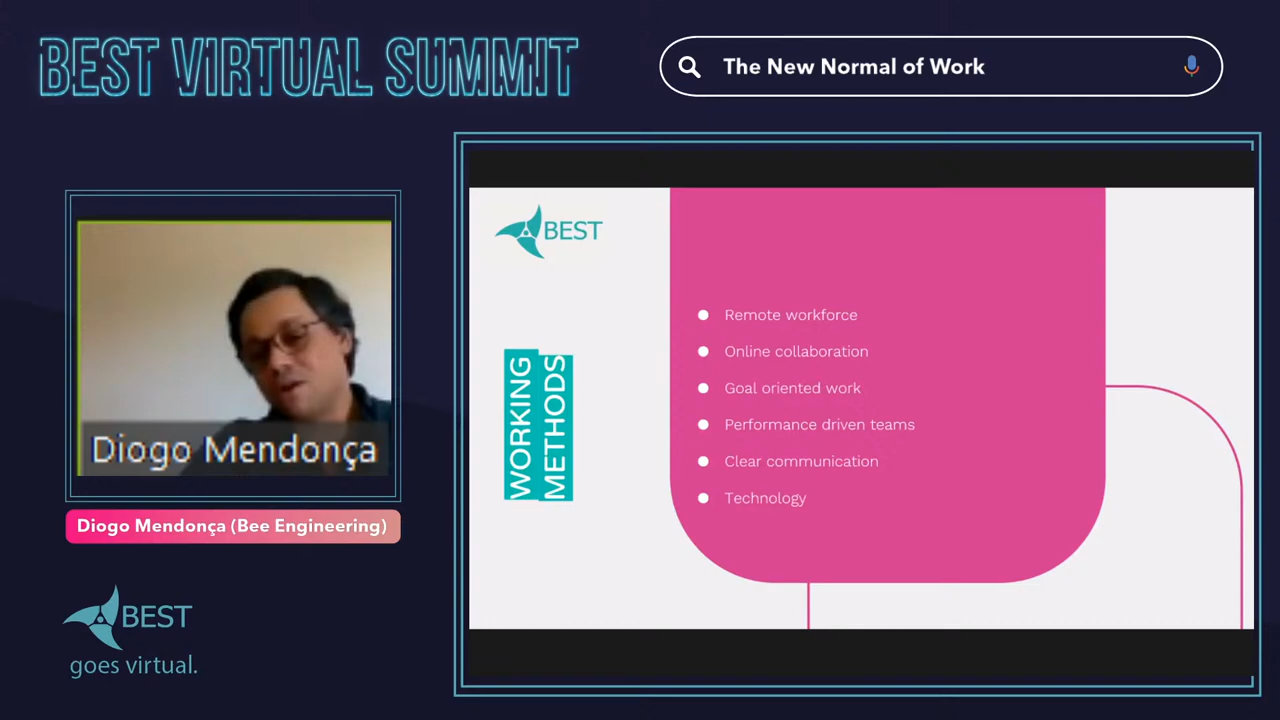 BEST VIRTUAL SUMMIT
The New Normal of Work
Diogo Mendonça
Diogo Mendonça (Bee Engineering)
BEST
goes virtual.
BEST
WORKING
METHODS
Remote workforce
Online collaboration
Goal oriented work
Performance driven teams
Clear communication
Technology